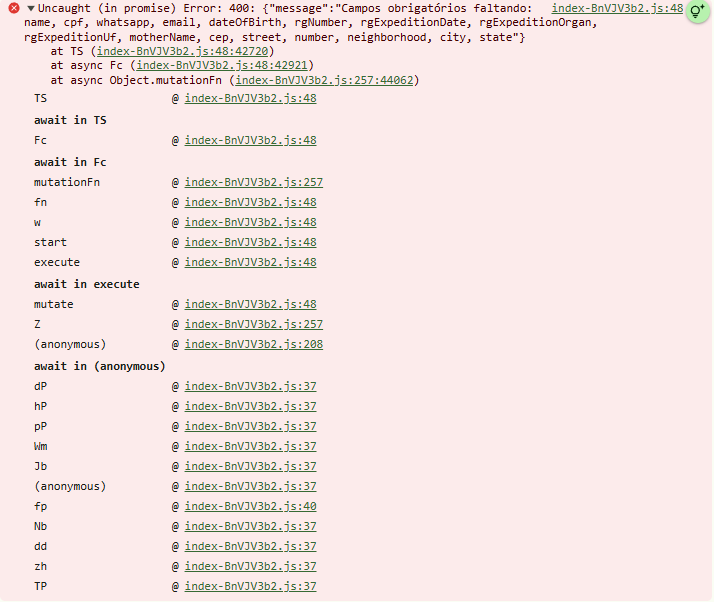 Uncaught (in promise) Error: 400: {"message":"Campos obrigatórios faltando: index-BnVJV3b2.js:48
name, cpf, whatsapp, email, dateOfBirth, rgNumber, rgExpeditionDate, rgExpeditionOrgan,
rgExpeditionUf, motherName, cep, street, number, neighborhood, city, state"}
at TS (index-BnVJV3b2.js:48:42720)
at async Fc (index-BnVJV3b2.js:48:42921)
at async Object.mutationFn (index-BnVJV3b2.js:257:44062)
TS @ index-BnVJV3b2.js:48
await in TS
Fc @ index-BnVJV3b2.js:48
await in Fc
mutationFn @ index-BnVJV3b2.js:257
fn @ index-BnVJV3b2.js:48
w @ index-BnVJV3b2.js:48
start @ index-BnVJV3b2.js:48
execute @ index-BnVJV3b2.js:48
await in execute
mutate @ index-BnVJV3b2.js:48
Z @ index-BnVJV3b2.js:257
(anonymous) @ index-BnVJV3b2.js:208
await in (anonymous)
dP @ index-BnVJV3b2.js:37
hP @ index-BnVJV3b2.js:37
pP @ index-BnVJV3b2.js:37
Wm @ index-BnVJV3b2.js:37
Jb @ index-BnVJV3b2.js:37
(anonymous) @ index-BnVJV3b2.js:37
fp @ index-BnVJV3b2.js:40
Nb @ index-BnVJV3b2.js:37
dd @ index-BnVJV3b2.js:37
zh @ index-BnVJV3b2.js:37
TP @ index-BnVJV3b2.js:37